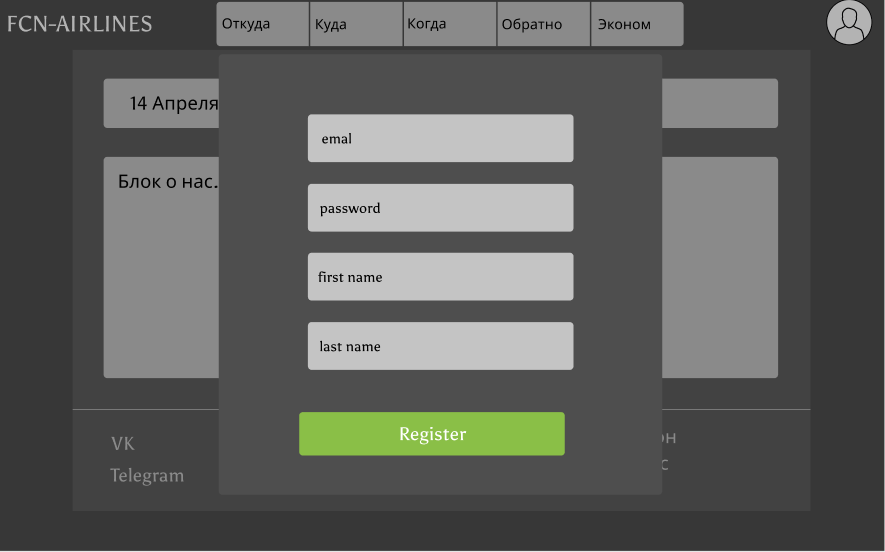 FCN-AIRLINES
Откуда
Куда
Когда
Обратно
Эконом
14 Апреля
Блок о нас.
emal
password
first name
last name
Register
VK
Telegram